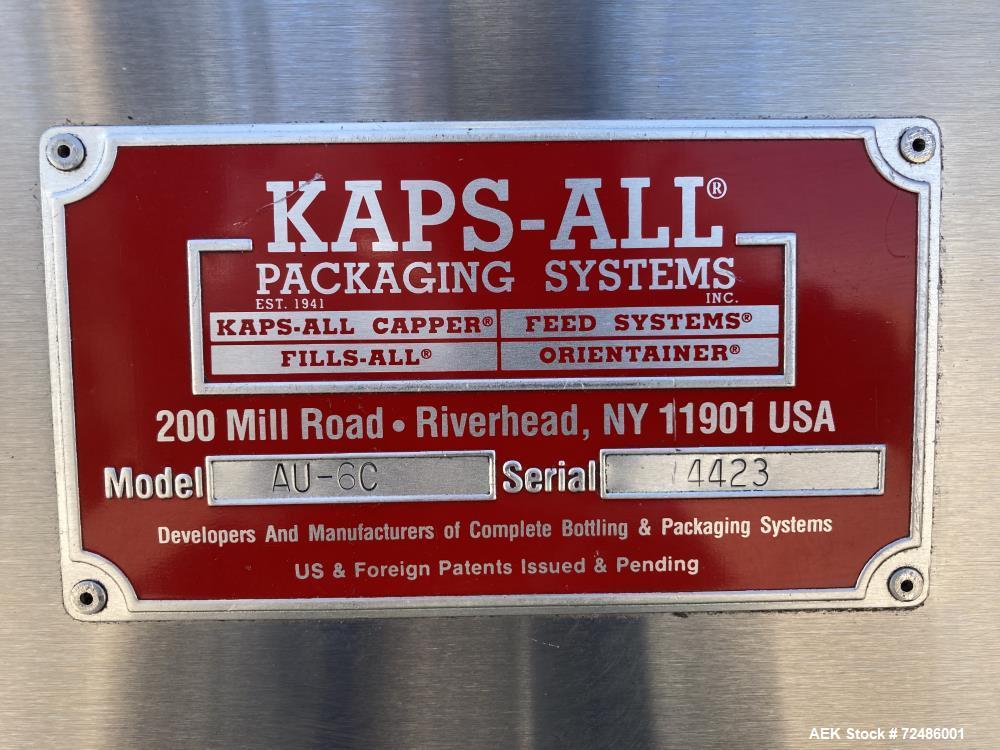 KAPS-ALL®
PACKAGING SYSTEMS
EST. 1941 INC.
KAPS-ALL CAPPER® FEED SYSTEMS®
FILLS-ALL® ORIENTAINER®
200 Mill Road • Riverhead, NY 11901 USA
Model AU-6C Serial 4423
Developers And Manufacturers of Complete Bottling & Packaging Systems
US & Foreign Patents Issued & Pending
AEK Stock # 72486001